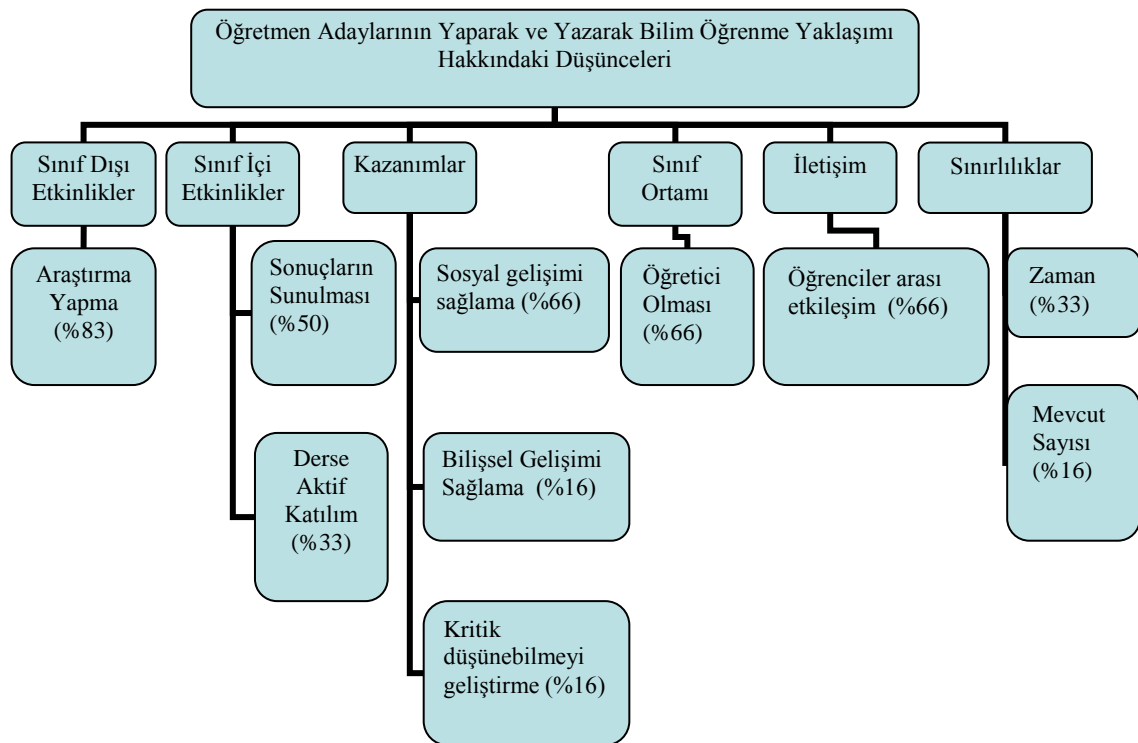 Öğretmen Adaylarının Yaparak ve Yazarak Bilim Öğrenme Yaklaşımı
Hakkındaki Düşünceleri
Sınıf Dışı
Etkinlikler
Sınıf İçi
Etkinlikler
Kazanımlar
Sınıf
Ortamı
İletişim
Sınırlılıklar
Araştırma
Yapma
(%83)
Sonuçların
Sunulması
(%50)
Sosyal gelişimi
sağlama (%66)
Öğretici
Olması
(%66)
Öğrenciler arası
etkileşim (%66)
Zaman
(%33)
Derse
Aktif
Katılım
(%33)
Bilişsel Gelişimi
Sağlama (%16)
Mevcut
Sayısı
(%16)
Kritik
düşünebilmeyi
geliştirme (%16)